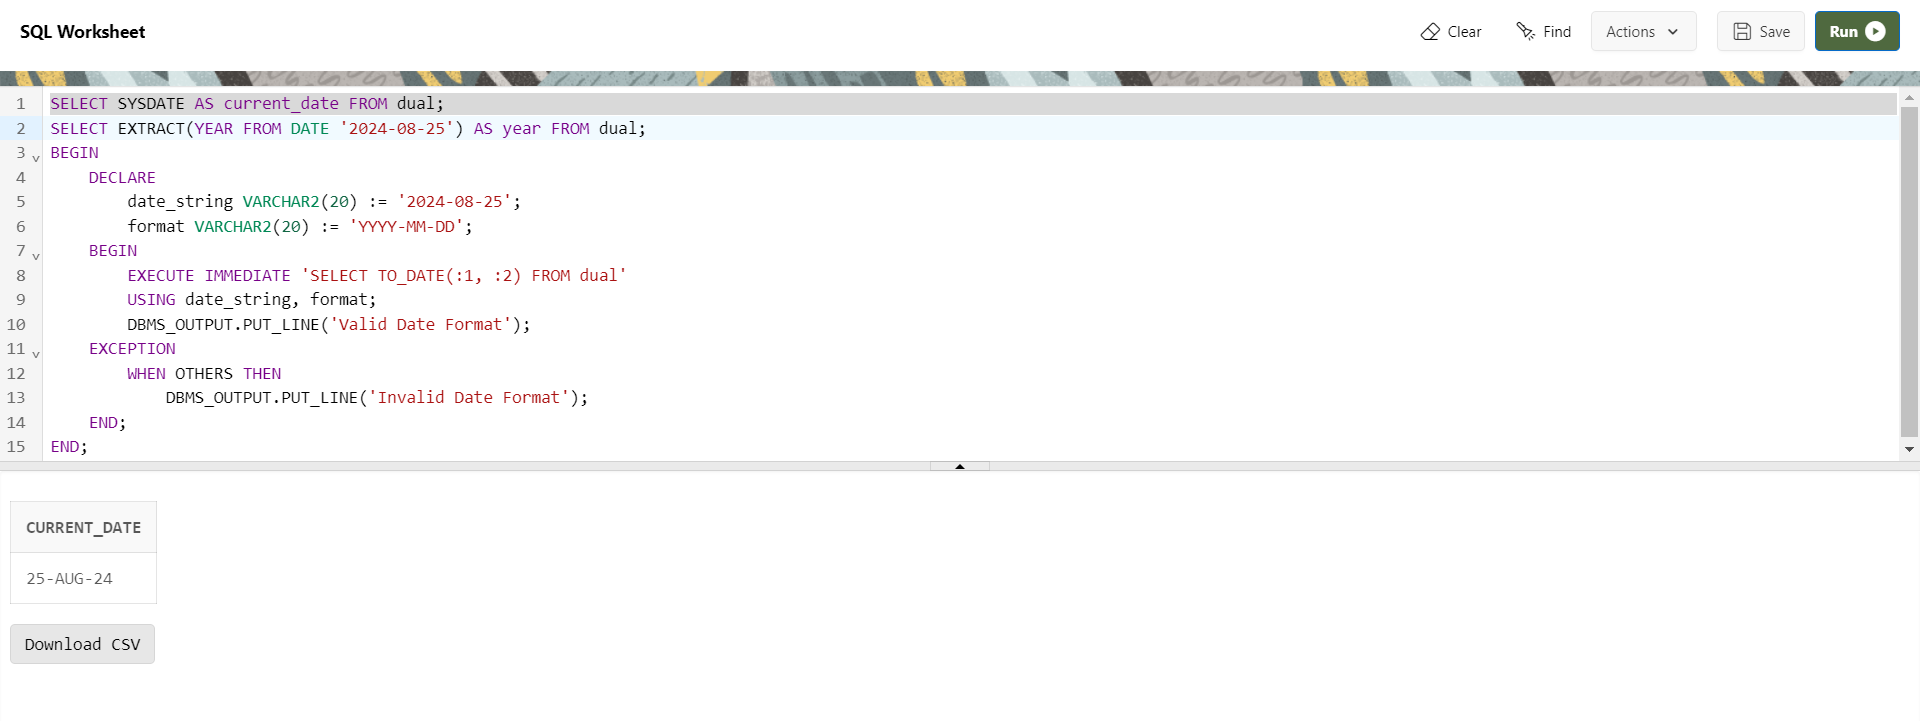 SQL Worksheet
Clear Find Actions Save Run
1 SELECT SYSDATE AS current_date FROM dual;
2 SELECT EXTRACT(YEAR FROM DATE '2024-08-25') AS year FROM dual;
3 BEGIN
4     DECLARE
5         date_string VARCHAR2(20) := '2024-08-25';
6         format VARCHAR2(20) := 'YYYY-MM-DD';
7     BEGIN
8         EXECUTE IMMEDIATE 'SELECT TO_DATE(:1, :2) FROM dual'
9         USING date_string, format;
10         DBMS_OUTPUT.PUT_LINE('Valid Date Format');
11     EXCEPTION
12         WHEN OTHERS THEN
13             DBMS_OUTPUT.PUT_LINE('Invalid Date Format');
14     END;
15 END;
CURRENT_DATE
25-AUG-24
Download CSV